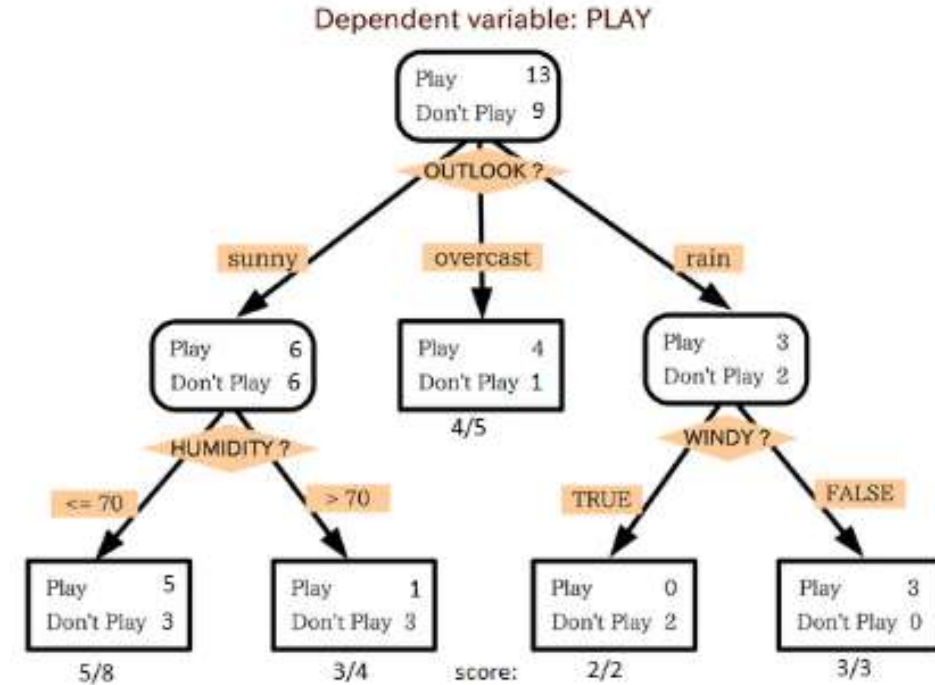 Dependent variable: PLAY
Play 13
Don't Play 9
OUTLOOK ?
sunny
overcast
rain
Play 6
Don't Play 6
Play 4
Don't Play 1
Play 3
Don't Play 2
4/5
HUMIDITY ?
WINDY ?
<= 70
> 70
TRUE
FALSE
Play 5
Don't Play 3
Play 1
Don't Play 3
Play 0
Don't Play 2
Play 3
Don't Play 0
5/8
3/4
score:
2/2
3/3